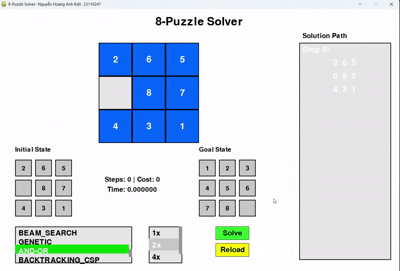 8-Puzzle Solver- Nguyễn Hoàng Anh Kiệt -23110247
8-Puzzle Solver
Solution Path
Step 0:
2 6 5
0 8 7
4 3 1
2 6 5
8 7
4 3 1
Initial State
2 6 5
8 7
4 3 1
Steps: 0 | Cost: 0
Time: 0.000000
Goal State
1 2 3
4 5 6
7 8
BEAM_SEARCH
GENETIC
AND-OR
BACKTRACKING_CSP
1x
2x
4x
Solve
Reload